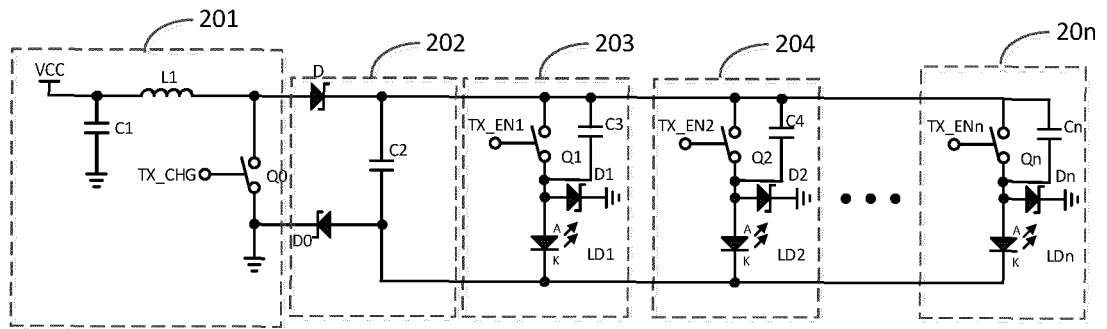 201
202
203
204
20n
VCC
L1
C1
TX_CHG
Q0
D
C2
D0
TX_EN1
C3
Q1
D1
A
K
LD1
TX_EN2
C4
Q2
D2
A
K
LD2
TX_ENn
Cn
Qn
Dn
A
K
LDn